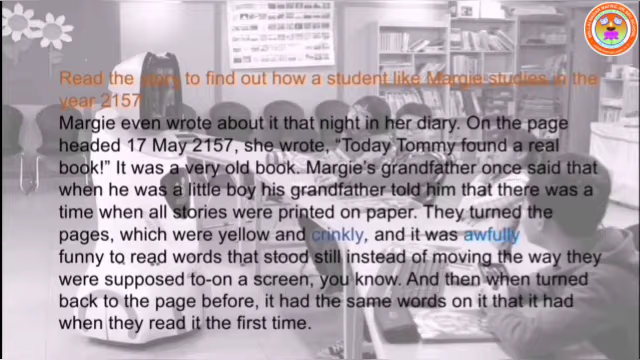 Read the story to find out how a student like Margie studies in the
year 2157
Margie even wrote about it that night in her diary. On the page
headed 17 May 2157, she wrote, “Today Tommy found a real
book!” It was a very old book. Margie’s grandfather once said that
when he was a little boy his grandfather told him that there was a
time when all stories were printed on paper. They turned the
pages, which were yellow and crinkly, and it was awfully
funny to read words that stood still instead of moving the way they
were supposed to-on a screen, you know. And then when turned
back to the page before, it had the same words on it that it had
when they read it the first time.